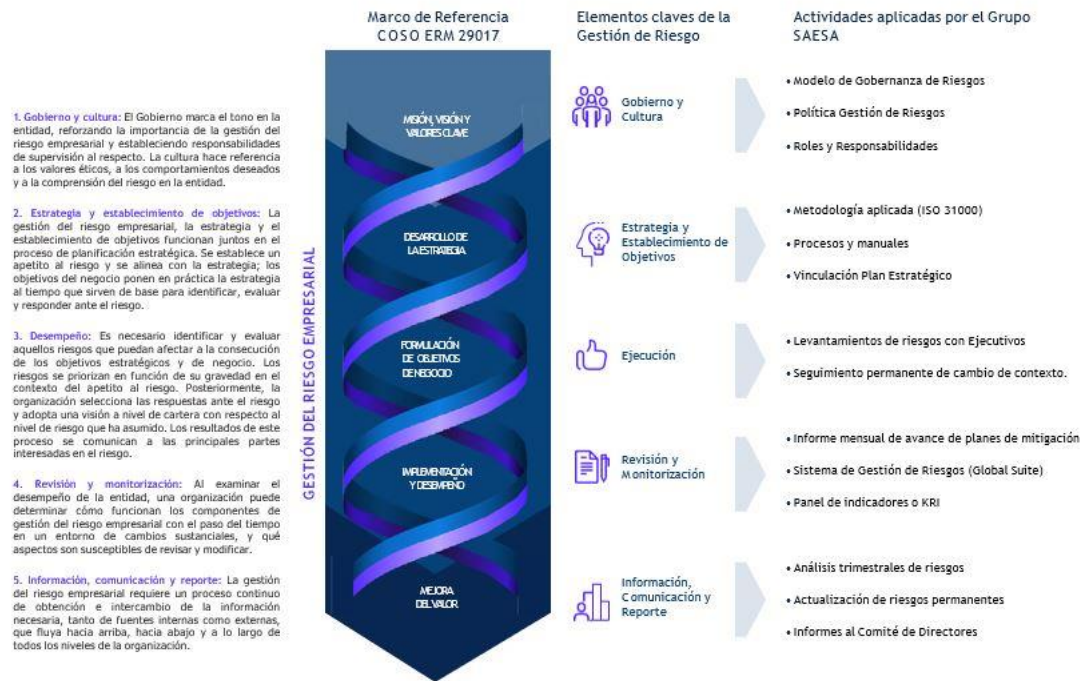 Marco de Referencia
COSO ERM 29017
Elementos claves de la
Gestión de Riesgo
Actividades aplicadas por el Grupo
SAESA
1. Gobierno y cultura: El Gobierno marca el tono en la
entidad, reforzando la importancia de la gestión del
riesgo empresarial y estableciendo responsabilidades
de supervisión al respecto. La cultura hace referencia
a los valores éticos, a los comportamientos deseados
y a la comprensión del riesgo en la entidad.
2. Estrategia y establecimiento de objetivos: La
gestión del riesgo empresarial, la estrategia y el
establecimiento de objetivos funcionan juntos en el
proceso de planificación estratégica. Se establece un
apetito al riesgo y se alinea con la estrategia; los
objetivos del negocio ponen en práctica la estrategia
al tiempo que sirven de base para identificar, evaluar
y responder ante el riesgo.
3. Desempeño: Es necesario identificar y evaluar
aquellos riesgos que puedan afectar a la consecución
de los objetivos estratégicos y de negocio. Los
riesgos se priorizan en función de su gravedad en el
contexto del apetito al riesgo. Posteriormente, la
organización selecciona las respuestas ante el riesgo
y adopta una visión a nivel de cartera con respecto al
nivel de riesgo que ha asumido. Los resultados de este
proceso se comunican a las principales partes
interesadas en el riesgo.
4. Revisión y monitorización: Al examinar el
desempeño de la entidad, una organización puede
determinar cómo funcionan los componentes de
gestión del riesgo empresarial con el paso del tiempo
en un entorno de cambios sustanciales, y qué
aspectos son susceptibles de revisar y modificar.
5. Información, comunicación y reporte: La gestión
del riesgo empresarial requiere un proceso continuo
de obtención e intercambio de la información
necesaria, tanto de fuentes internas como externas,
que fluya hacia arriba, hacia abajo y a lo largo de
todos los niveles de la organización.
GESTIÓN DEL RIESGO EMPRESARIAL
MISIÓN, VISIÓN Y
VALORES CLAVE
DESARROLLO DE
LA ESTRATEGIA
FORMULACIÓN
DE OBJETIVOS
DE NEGOCIO
IMPLEMENTACIÓN
Y DESEMPEÑO
MEJORA
DEL VALOR
Gobierno y
Cultura
• Modelo de Gobernanza de Riesgos
• Política Gestión de Riesgos
• Roles y Responsabilidades
Estrategia y
Establecimiento de
Objetivos
• Metodología aplicada (ISO 31000)
• Procesos y manuales
• Vinculación Plan Estratégico
Ejecución
• Levantamientos de riesgos con Ejecutivos
• Seguimiento permanente de cambio de contexto.
Revisión y
Monitorización
• Informe mensual de avance de planes de mitigación
• Sistema de Gestión de Riesgos (Global Suite)
• Panel de indicadores o KRI
Información,
Comunicación y
Reporte
• Análisis trimestrales de riesgos
• Actualización de riesgos permanentes
• Informes al Comité de Directores